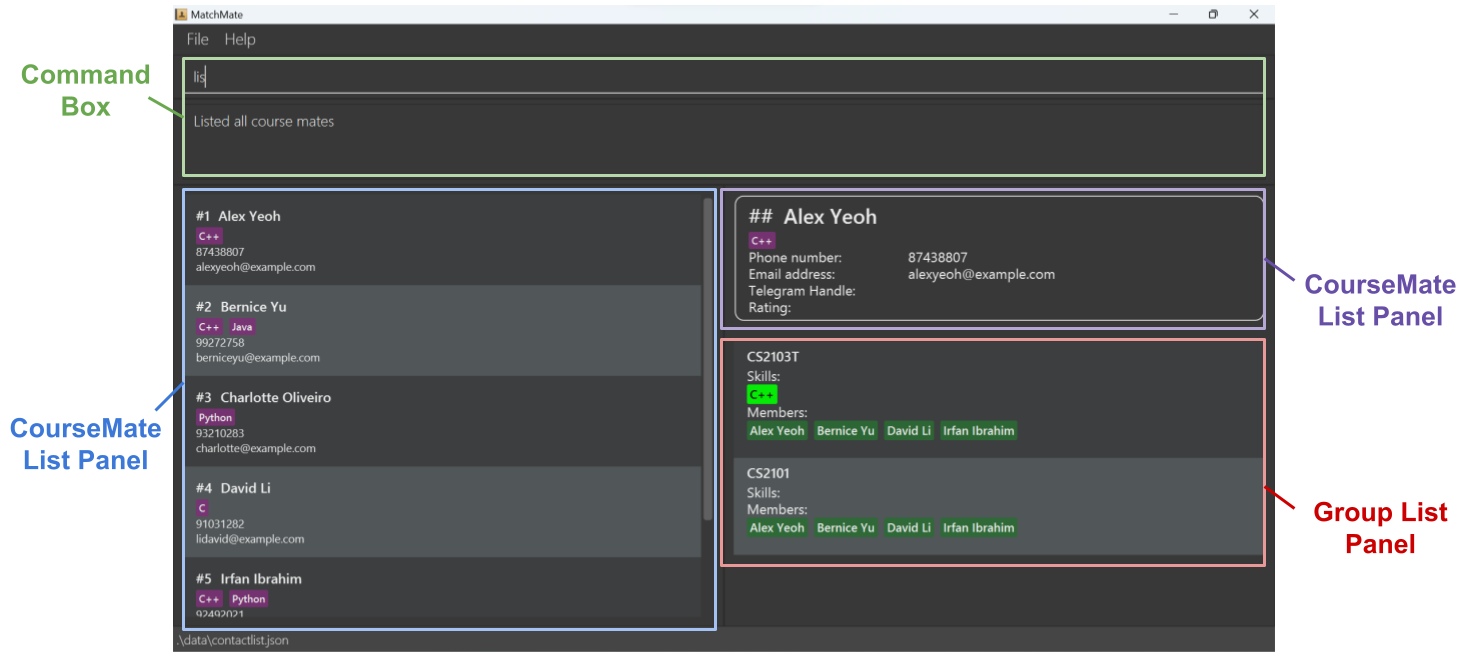 MatchMate
File Help
Command
Box
lis
Listed all course mates
#1 Alex Yeoh
C++
87438807
alexyeoh@example.com
#2 Bernice Yu
C++ Java
99272758
berniceyu@example.com
#3 Charlotte Oliveiro
Python
93210283
charlotte@example.com
#4 David Li
C
91031282
lidavid@example.com
#5 Irfan Ibrahim
C++ Python
92492021
CourseMate
List Panel
## Alex Yeoh
C++
Phone number: 87438807
Email address: alexyeoh@example.com
Telegram Handle:
Rating:
CourseMate
List Panel
CS2103T
Skills:
C++
Members:
Alex Yeoh Bernice Yu David Li Irfan Ibrahim
CS2101
Skills:
Members:
Alex Yeoh Bernice Yu David Li Irfan Ibrahim
Group List
Panel
.\data\contactlist.json